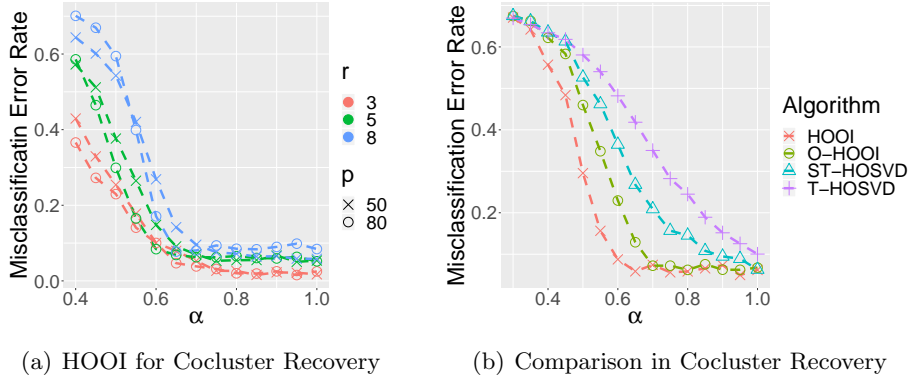 Misclassificatin Error Rate
0.6
0.4
0.2
0.0
0.4
0.6
0.8
1.0
α
r
3
5
8
p
50
80
(a) HOOI for Cocluster Recovery
Misclassification Error Rate
0.6
0.4
0.2
0.4
0.6
0.8
1.0
α
Algorithm
HOOI
O−HOOI
ST−HOSVD
T−HOSVD
(b) Comparison in Cocluster Recovery